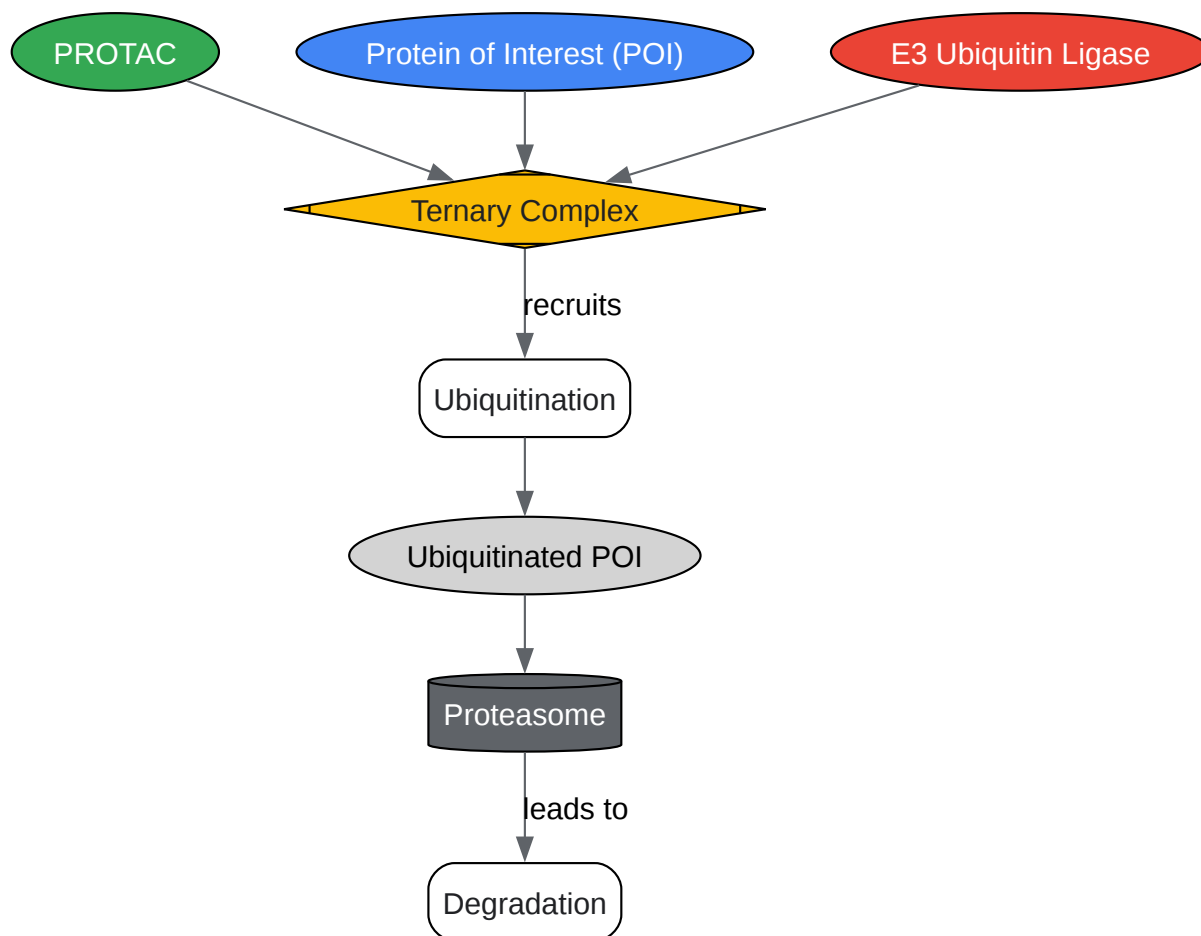 PROTAC
Protein of Interest (POI)
E3 Ubiquitin Ligase
Ternary Complex
recruits
Ubiquitination
Ubiquitinated POI
Proteasome
leads to
Degradation